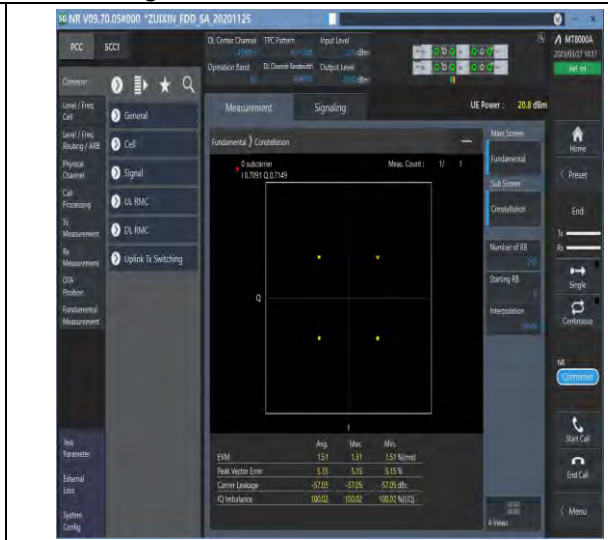 5G NR V09.70.05#000 *ZUIXIN FDD SA 20201125
PCC SCC1
DL Center Channel TPC Pattern Input Level
Operation Band DL Channel Bandwidth Output Level
MT8000A
2023/03/27 10:37
Ref. Int
Common
Level / Freq.
Cell
Level / Freq.
Routing / ARB
Physical
Channel
Call
Processing
Tx
Measurement
Rx
Measurement
OTA
Position
Fundamental
Measurement
Test
Parameter
External
Loss
System
Config
General
Cell
Signal
UL RMC
DL RMC
Uplink Tx Switching
Measurement Signaling UE Power : 20.8 dBm
Fundamental Constellation
0 subcarrier Meas. Count : 1/ 1
I 0.7091 Q 0.7149
Q
I
Avg. Max. Min.
EVM 1.51 1.51 1.51 %(rms)
Peak Vector Error 5.15 5.15 5.15 %
Carrier Leakage -57.05 -57.05 -57.05 dBc
IQ Imbalance 100.02 100.02 100.02 %(I/Q)
Main Screen
Fundamental
Sub Screen
Constellation
Number of RB
Starting RB
0
Interpolation
4 Views
Home
Preset
End
Tx
Rx
Single
Continuous
NR
Connected
Start Call
End Call
Menu